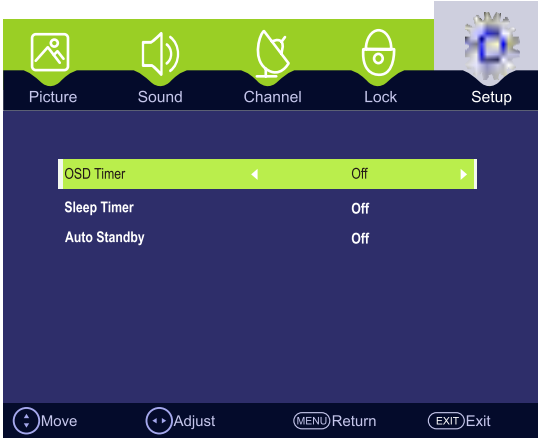 Picture Sound Channel Lock Setup
OSD Timer Off
Sleep Timer Off
Auto Standby Off
Move Adjust MENU Return EXIT Exit